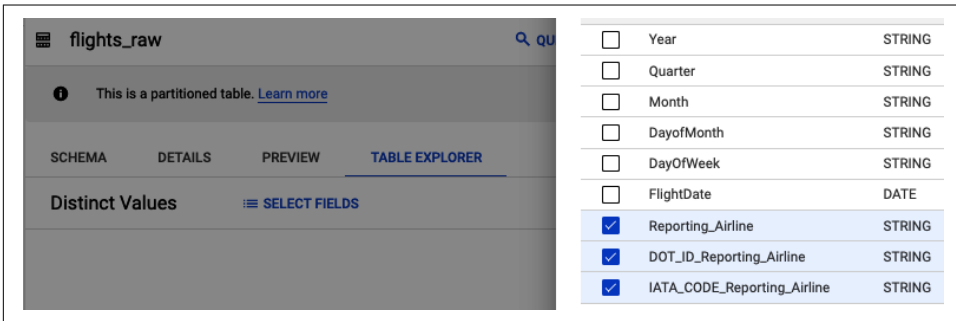 flights_raw
QU
This is a partitioned table. Learn more
SCHEMA DETAILS PREVIEW TABLE EXPLORER
Distinct Values SELECT FIELDS
Year STRING
Quarter STRING
Month STRING
DayofMonth STRING
DayOfWeek STRING
FlightDate DATE
Reporting_Airline STRING
DOT_ID_Reporting_Airline STRING
IATA_CODE_Reporting_Airline STRING